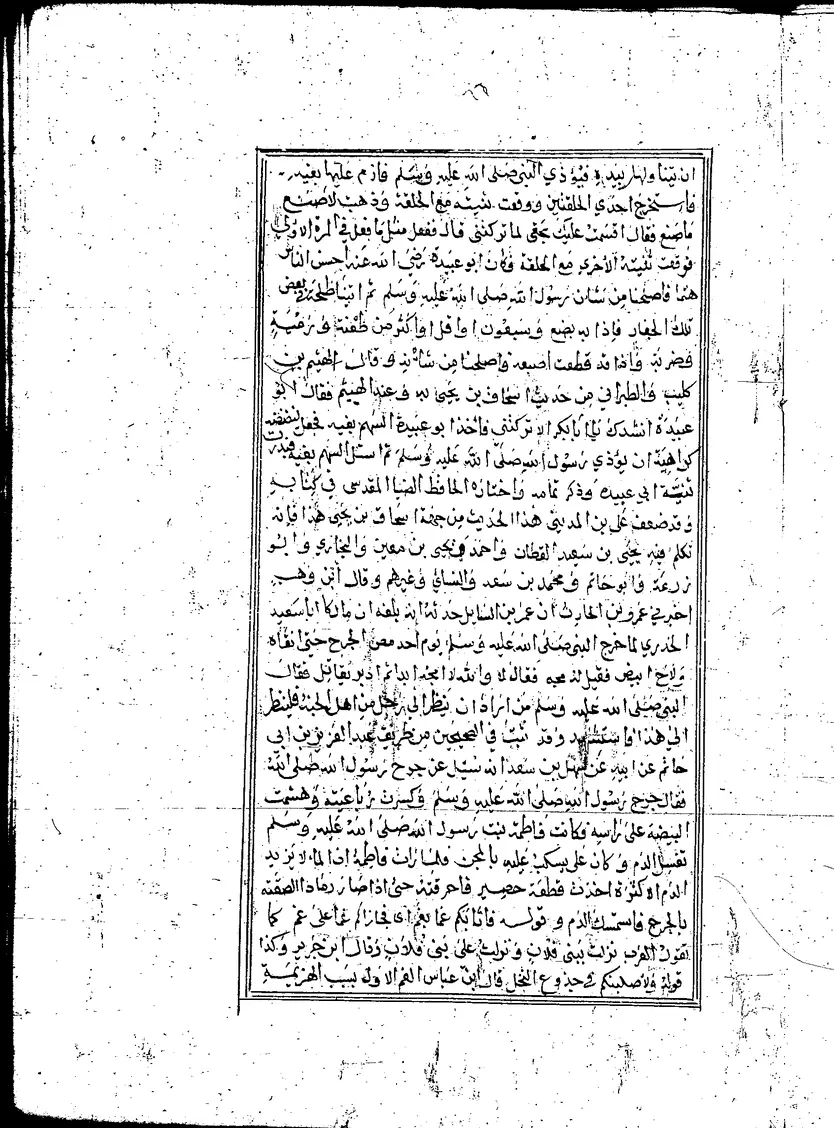 ان يتناولها بيده فيؤذي النبي صلى الله عليه وسلم فازم عليها بفيه
فاستخرج احدي الحلقتين ووقعت ثنيته مع الحلقة وذهب لاصنع
ماصنع فقال اقسمت عليك بحقي لما تركتني قال ففعل مثل ما فعل في المرة الاولي
فوقعت ثنيته الاخرى مع الحلقة فكان ابو عبيدة رضي الله عنه احسن الناس
هتما فاصلحنا من شان رسول الله صلى الله عليه وسلم ثم اتينا طلحة في بعض
تلك الجفار فاذا به بضع وسبعون او اقل او اكثر من طعنة ورمية
وضربة واذا قد قطعت اصبعه واصلحنا من شانه وقال الهيثم بن
كليب والطبراني من حديث اسحاق بن يحيى به وعند الهيثم فقال ابو
عبيدة انشدك يا ابا بكر الا تركتني فاخذ ابو عبيدة السهم بفيه فجعل ينضنضه
كراهية ان يؤذي رسول الله صلى الله عليه وسلم ثم استل السهم بفيه فبدرت
ثنية ابي عبيدة وذكر تمامه واختاره الحافظ الضيا المقدسي في كتابه
وقد ضعف علي بن المديني هذا الحديث من جهة اسحاق بن يحيى هذا فانه
تكلم فيه يحيى بن سعيد القطان واحمد ويحيى بن معين والبخاري وابو
زرعة وابو حاتم ومحمد بن سعد والنسائي وغيرهم وقال ابن وهب
اخبرني عمرو بن الحارث ان عمر بن السايل حدثه انه بلغه ان مالكا ابا سعيد
الخدري لما جرح النبي صلى الله عليه وسلم يوم احد مص الجرح حتى انقاه
ولاح ابيض فقيل له مجه فقال لا والله لا امجه ابدا ثم ادبر يقاتل فقال
النبي صلى الله عليه وسلم من اراد ان ينظر الى رجل من اهل الجنة فلينظر
الى هذا فاستشهد وقد ثبت في الصحيحين من طريق عبد العزيز بن ابي
حاتم عن ابيه عن سهل بن سعد انه سئل عن جرح رسول الله صلى الله
فقال جرح رسول الله صلى الله عليه وسلم وكسرت رباعيته وهشمت
البيضة على راسه فكانت فاطمة بنت رسول الله صلى الله عليه وسلم
تغسل الدم وكان علي يسكب عليه بالمجن فلما رات فاطمة ان الماء لا يزيد
الدم الا كثرة اخذت قطعة حصير فاحرقته حتى اذا صار رمادا الصقته
بالجرح فاستمسك الدم وقوله فاثابكم غما بغم اي فجازاكم غما على غم كما
تقول العرب نزلت ببني فلان ونزلت على بني فلان وقال ابن جرير وكذا
قوله ولاصلبنكم في جذوع النخل قال ابن عباس الغم الاول بسبب الهزيمة